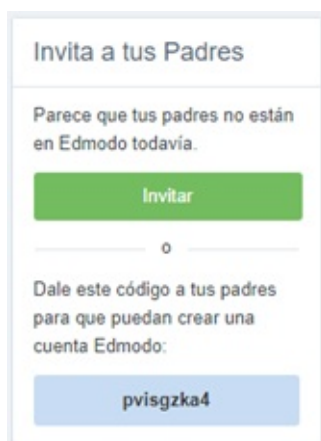 Invita a tus Padres
Parece que tus padres no están
en Edmodo todavía.
Invitar
o
Dale este código a tus padres
para que puedan crear una
cuenta Edmodo:
pvisgzka4